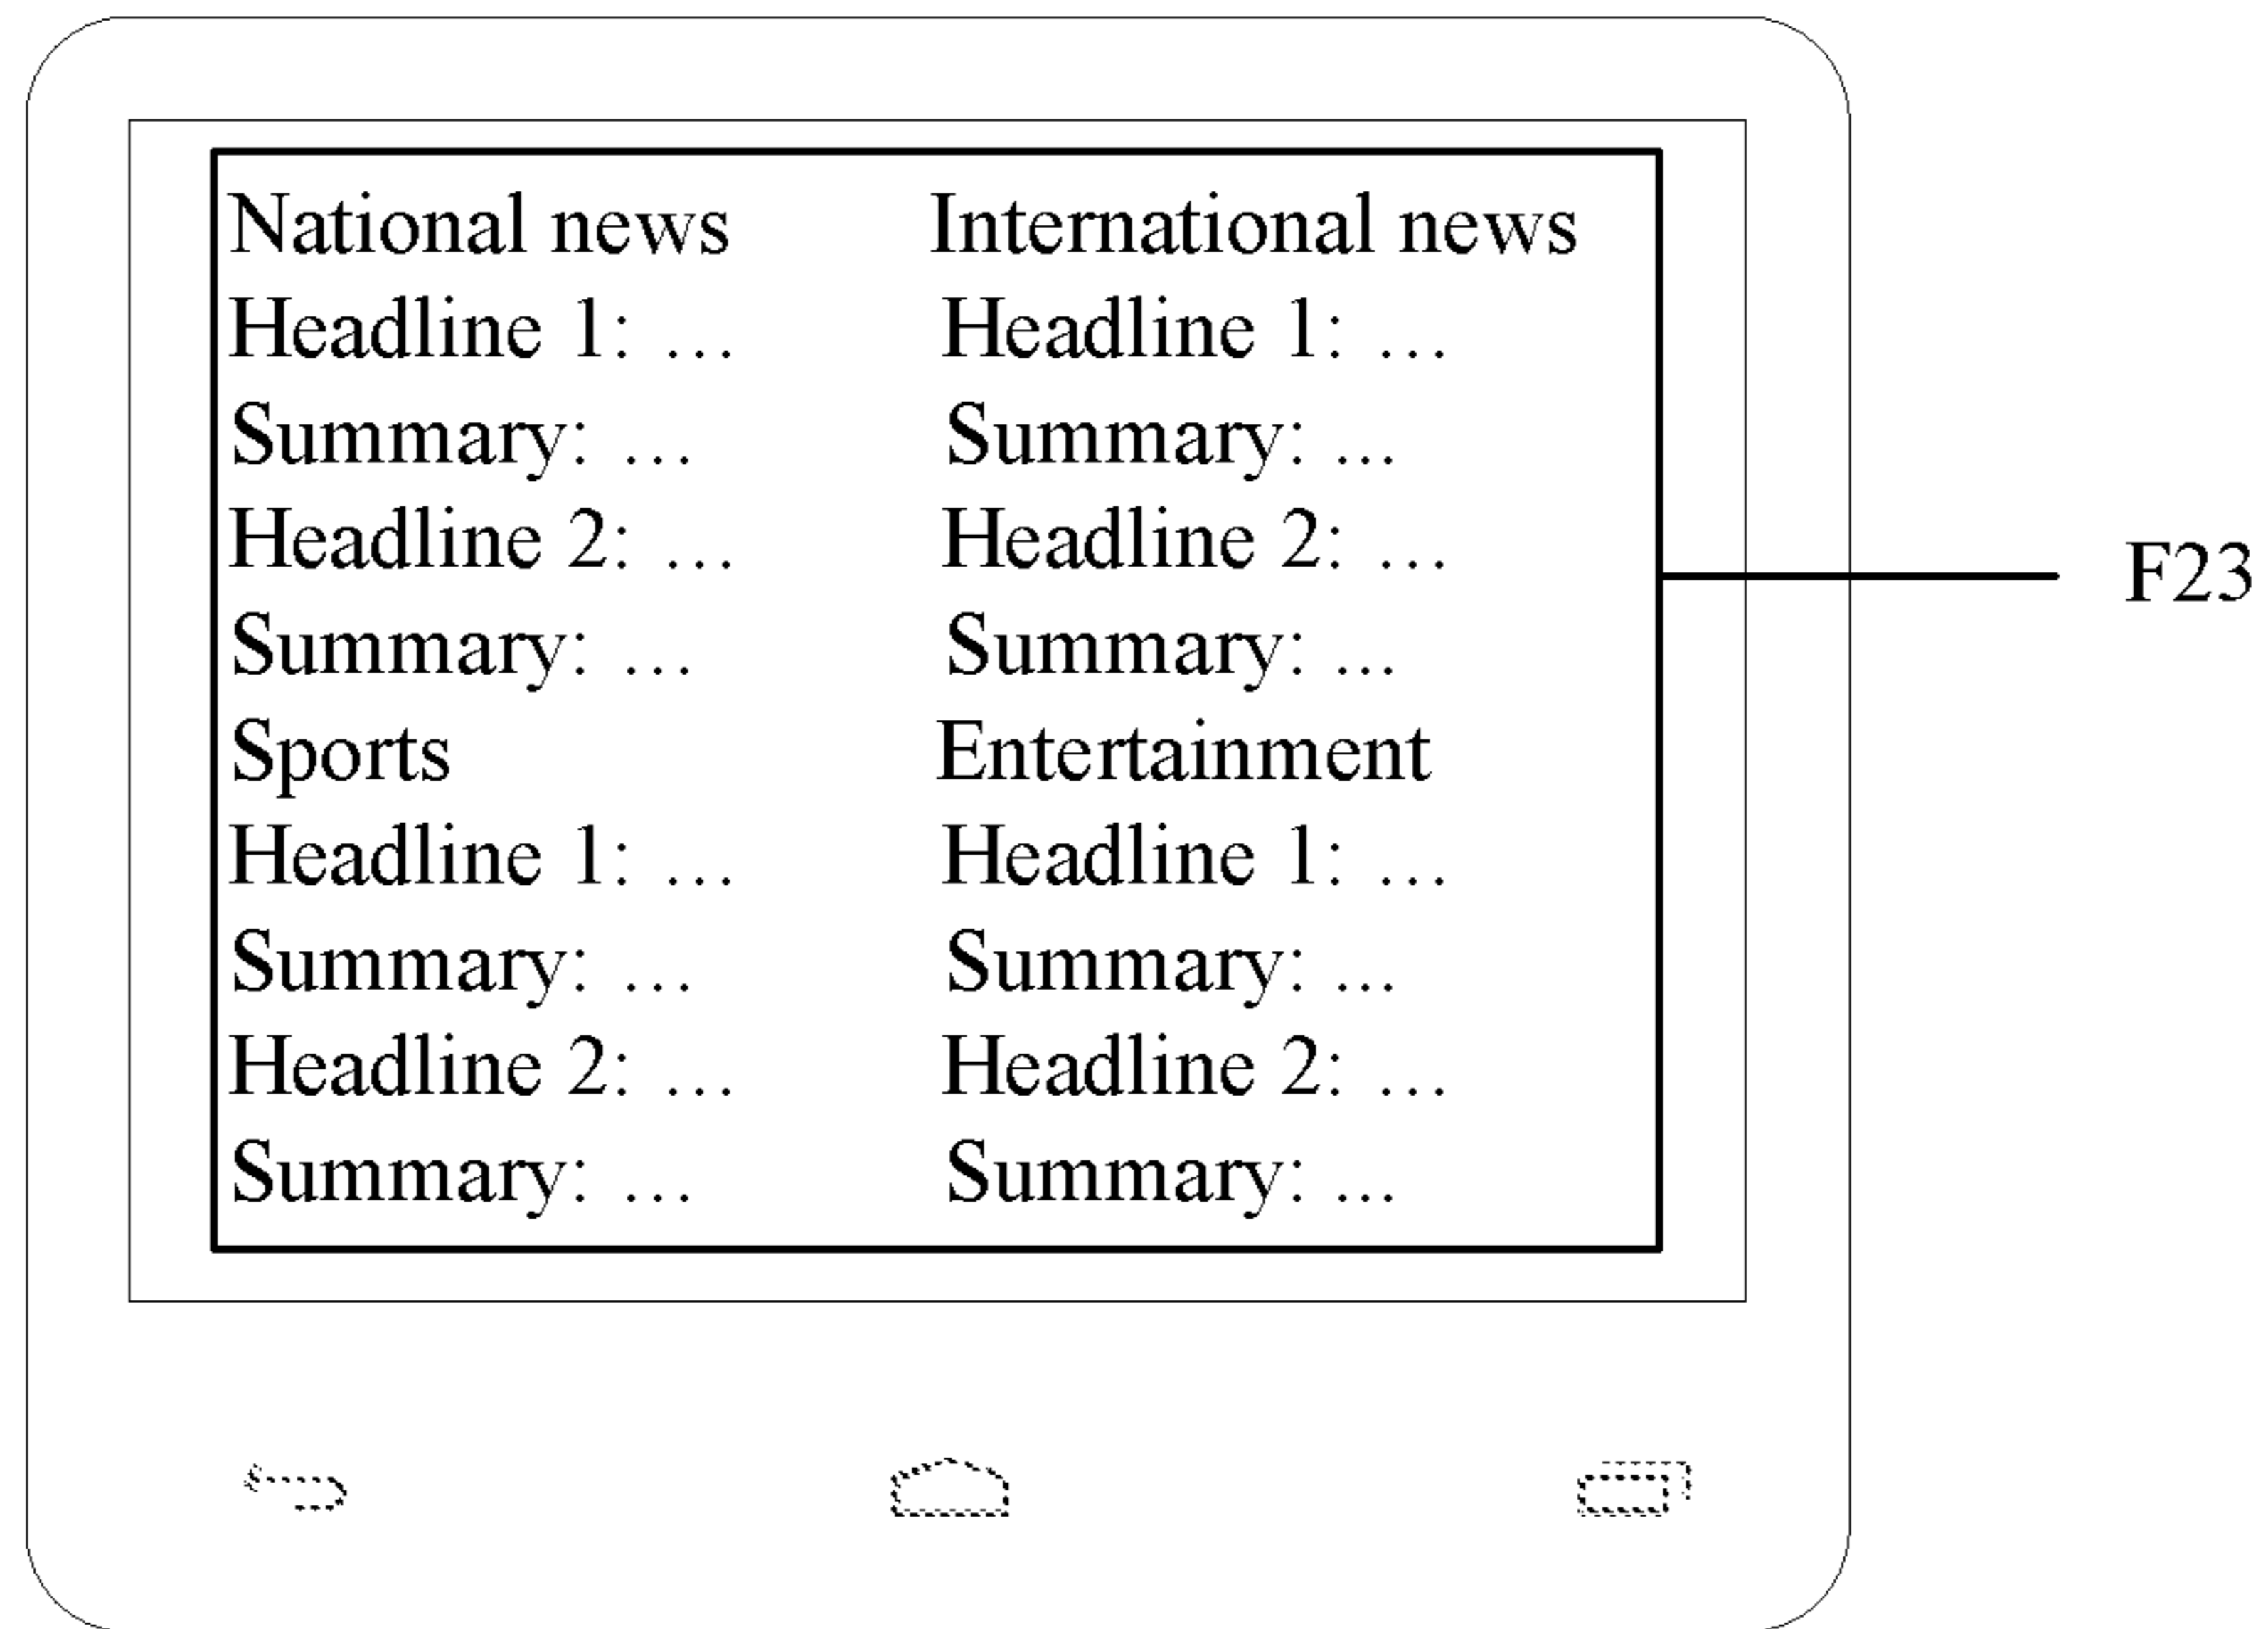 National news International news
Headline 1: ... Headline 1: ...
Summary: ... Summary: ...
Headline 2: ... Headline 2: ...
Summary: ... Summary: ...
Sports Entertainment
Headline 1: ... Headline 1: ...
Summary: ... Summary: ...
Headline 2: ... Headline 2: ...
Summary: ... Summary: ...
F23